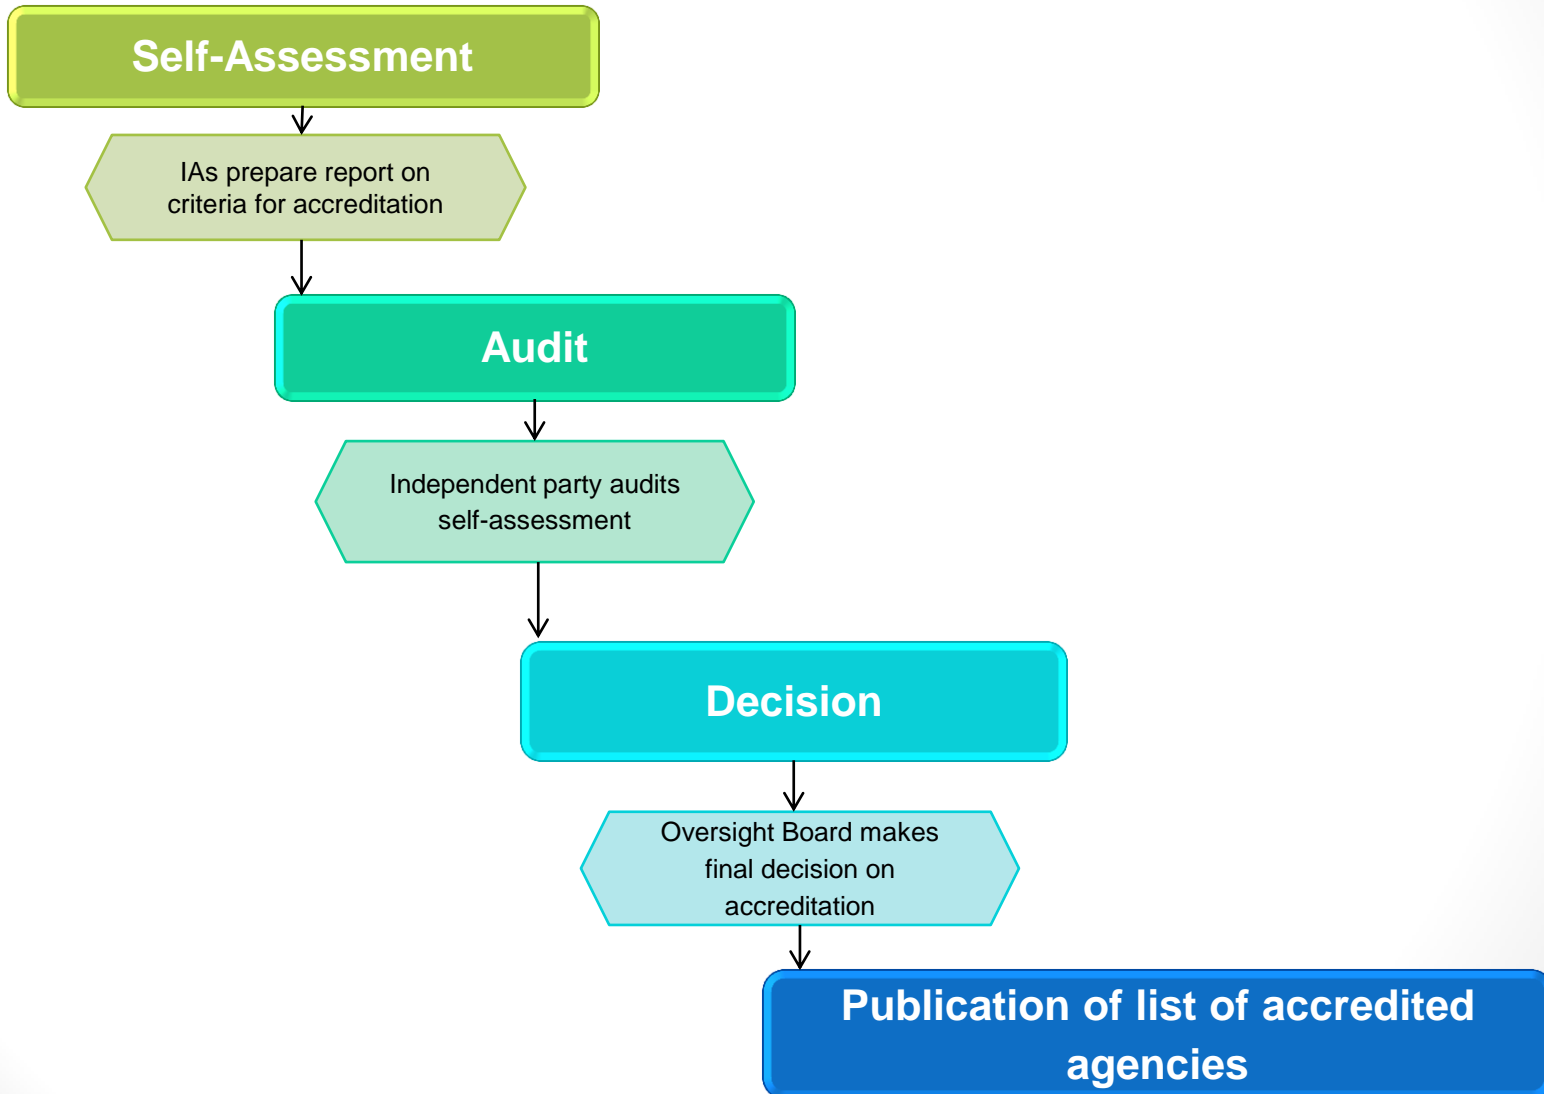 Self-Assessment
IAs prepare report on
criteria for accreditation
Audit
Independent party audits
self-assessment
Decision
Oversight Board makes
final decision on
accreditation
Publication of list of accredited
agencies